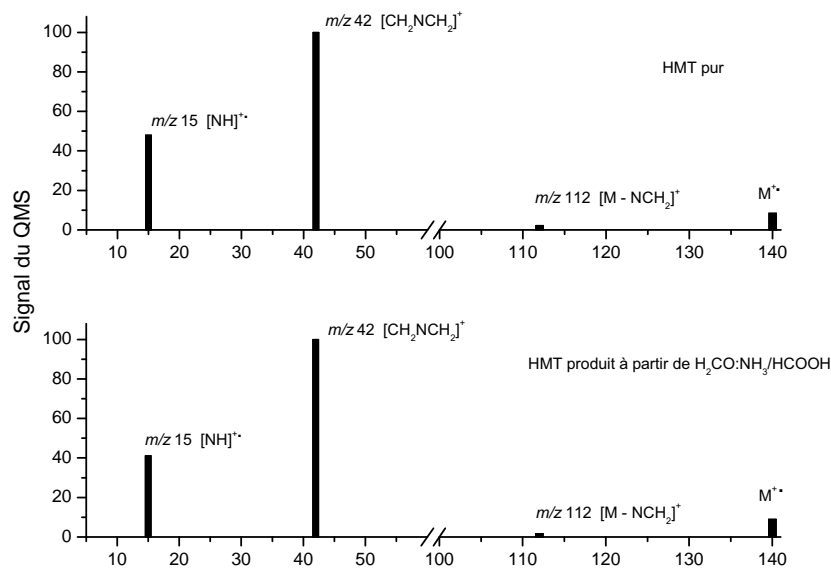 Signal du QMS
100
80
60
40
20
0
m/z 42 [CH₂NCH₂]⁺
HMT pur
m/z 15 [NH]⁺•
m/z 112 [M - NCH₂]⁺
M⁺•
10 20 30 40 50 100 110 120 130 140
100
80
60
40
20
0
m/z 42 [CH₂NCH₂]⁺
HMT produit à partir de H₂CO:NH₃/HCOOH
m/z 15 [NH]⁺•
m/z 112 [M - NCH₂]⁺
M⁺•
10 20 30 40 50 100 110 120 130 140